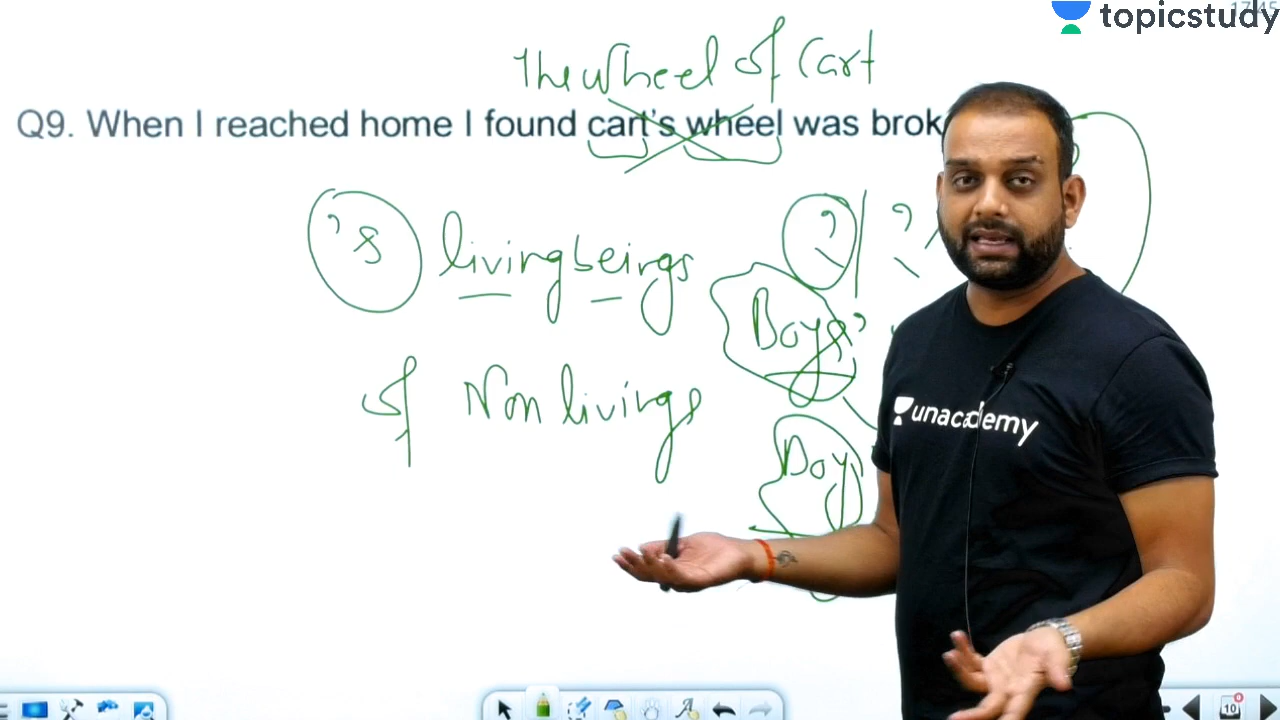 topicstudy
The wheel of Cart
Q9. When I reached home I found cart's wheel was
's living beings
Boys'
of Non livings
Boy
unacademy
10